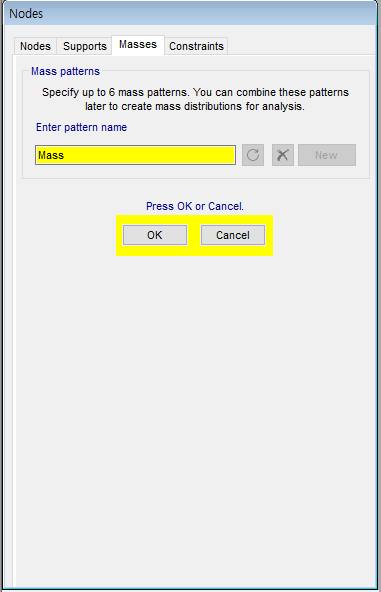 Nodes
Nodes Supports Masses Constraints
Mass patterns
Specify up to 6 mass patterns. You can combine these patterns
later to create mass distributions for analysis.
Enter pattern name
Mass New
Press OK or Cancel.
OK Cancel